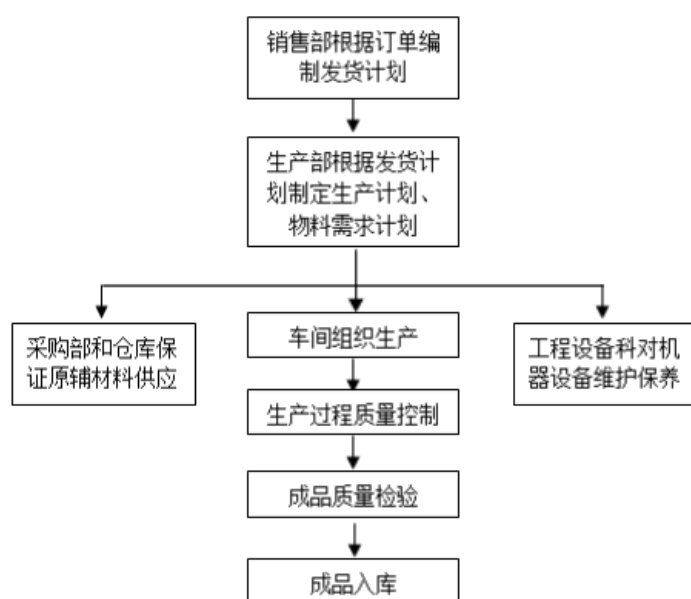 销售部根据订单编
制发货计划
生产部根据发货计
划制定生产计划、
物料需求计划
采购部和仓库保
证原辅材料供应
车间组织生产
工程设备科对机
器设备维护保养
生产过程质量控制
成品质量检验
成品入库